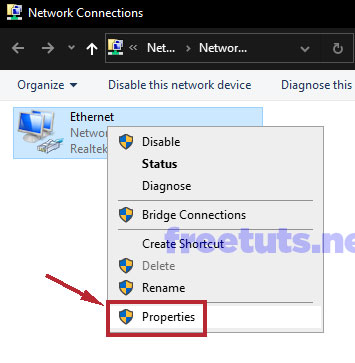 Network Connections
Net...
Networ...
Organize
Disable this network device
Diagnose this
Ethernet
Netwo
Realtek
Disable
Status
Diagnose
Bridge Connections
Create Shortcut
freetuts.ne
Delete
Rename
Properties